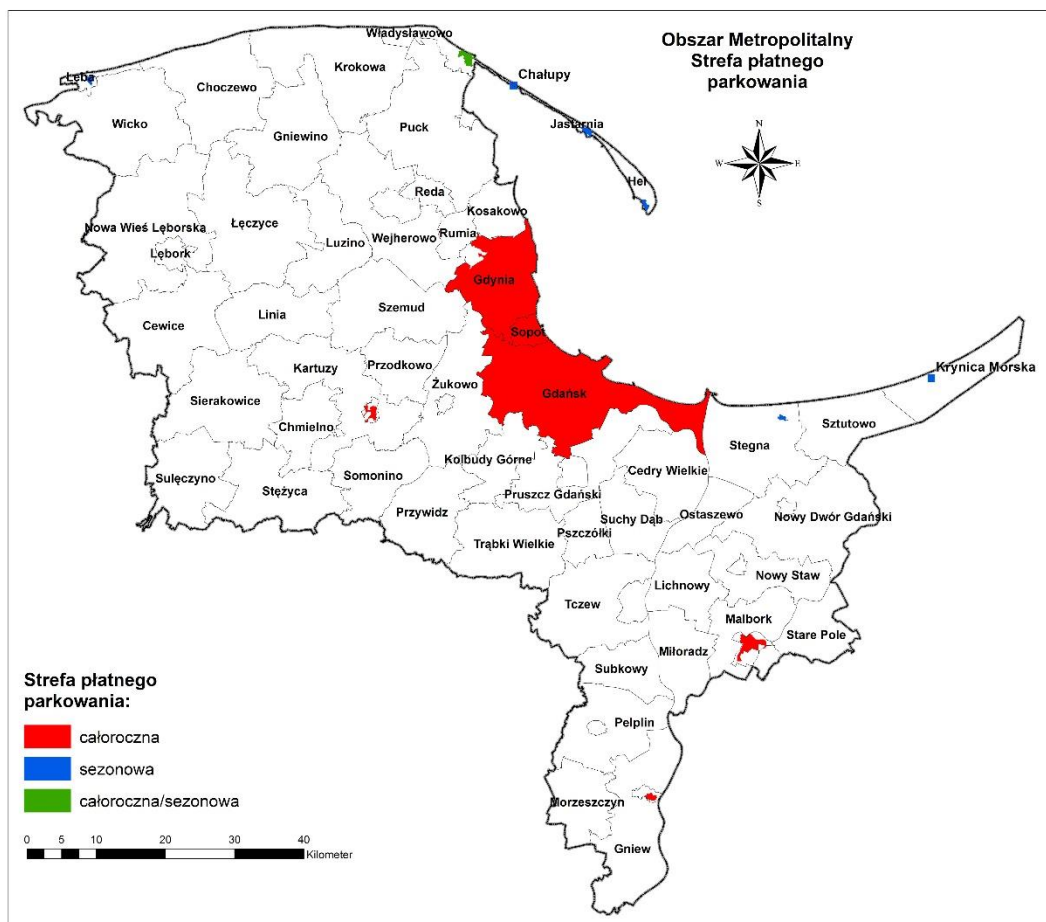 Obszar Metropolitalny
Strefa płatnego
parkowania
N
W
E
S
Władysławowo
Krokowa
Choczewo
Łeba
Chałupy
Wicko
Puck
Gniewino
Jastarnia
Hel
Reda
Kosakowo
Nowa Wieś Lęborska
Łęczyce
Luzino
Wejherowo
Rumia
Lębork
Gdynia
Szemud
Cewice
Linia
Sopot
Kartuzy
Przodkowo
Krynica Morska
Żukowo
Gdańsk
Sierakowice
Chmielno
Sztutowo
Stegna
Kolbudy Górne
Cedry Wielkie
Sulęczyno
Stężyca
Somonino
Pruszcz Gdański
Przywidz
Suchy Dąb
Ostaszewo
Nowy Dwór Gdański
Pszczółki
Trąbki Wielkie
Lichnowy
Nowy Staw
Tczew
Malbork
Stare Pole
Miłoradz
Subkowy
Pelplin
Morzeszczyn
Gniew
Strefa płatnego
parkowania:
całoroczna
sezonowa
całoroczna/sezonowa
0 5 10 20 30 40
Kilometer